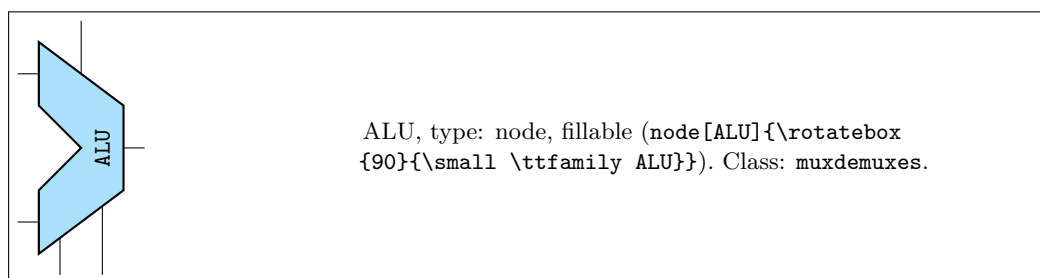 ALU
ALU, type: node, fillable (node[ALU]{\rotatebox
{90}{\small \ttfamily ALU}}). Class: muxdemuxes.